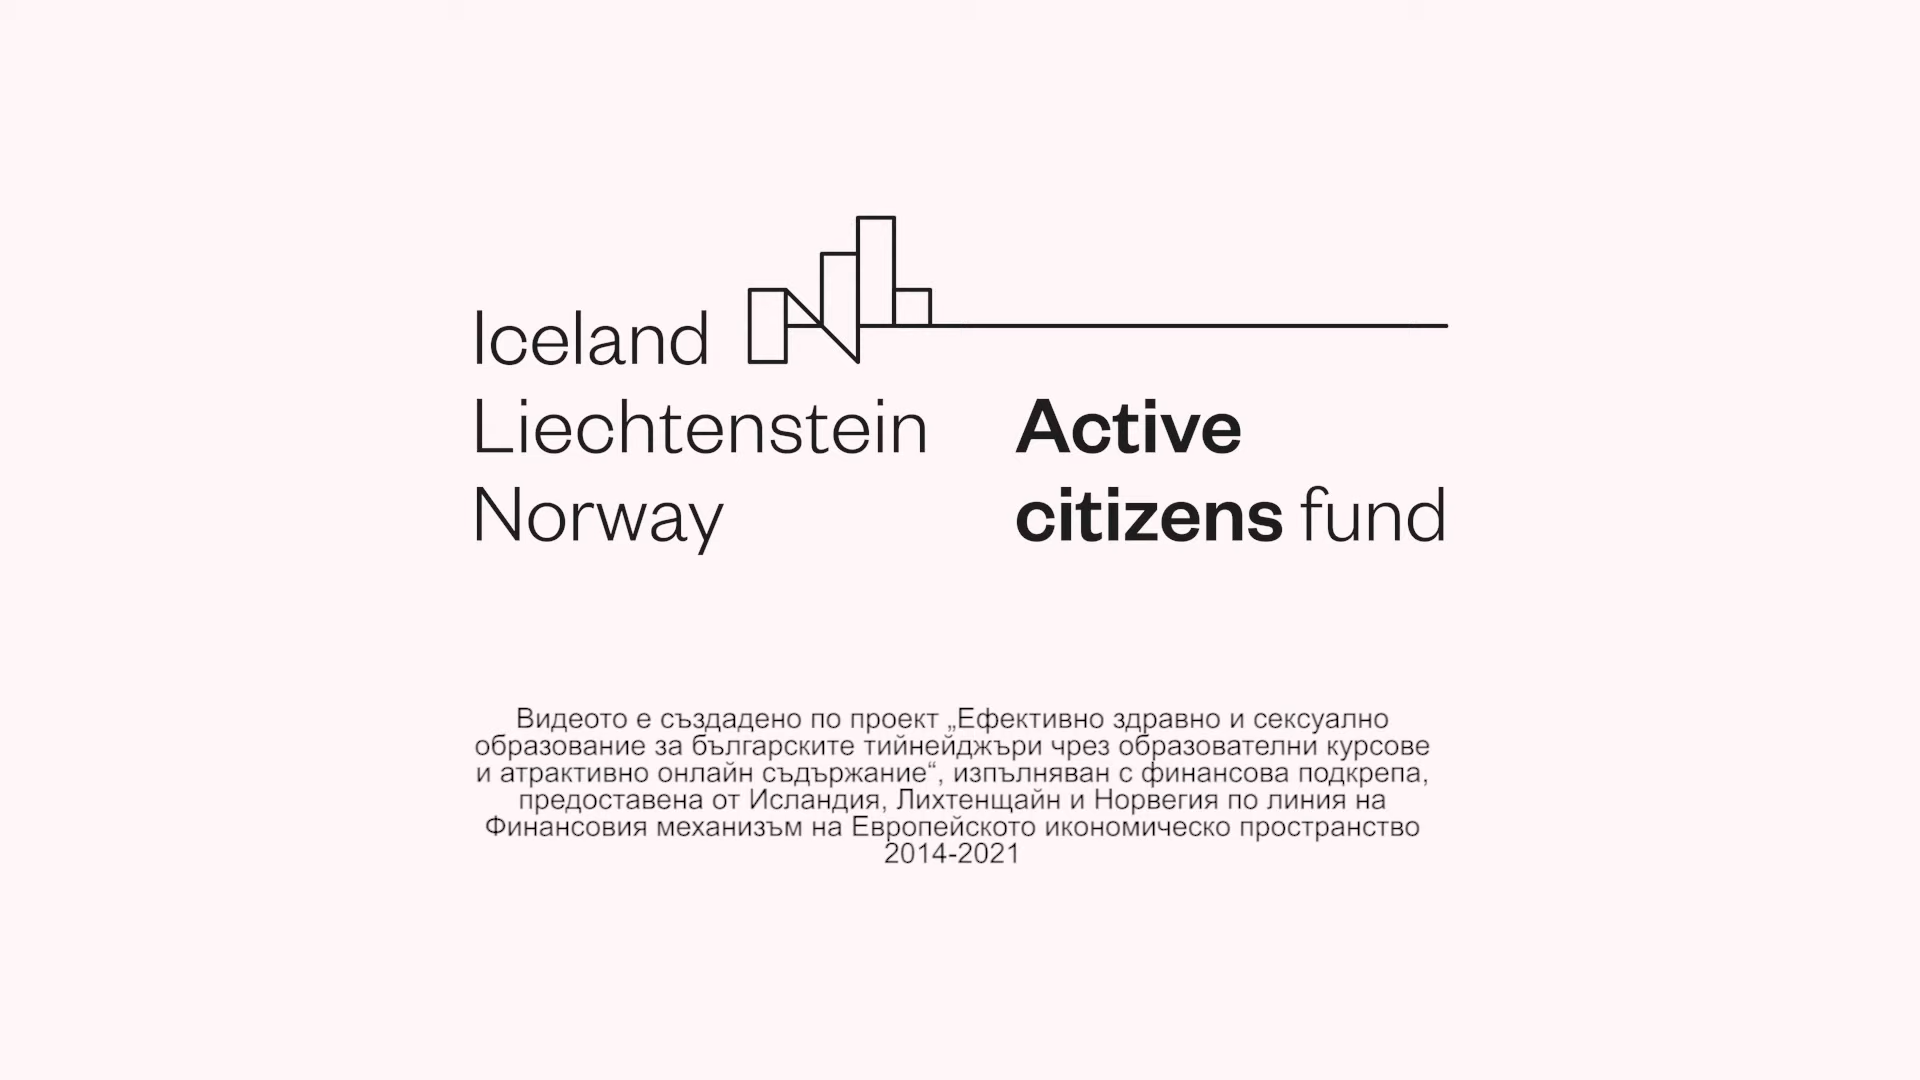 Iceland
Liechtenstein
Norway
Active
citizens fund
Видеото е създадено по проект „Ефективно здравно и сексуално
образование за българските тийнейджъри чрез образователни курсове
и атрактивно онлайн съдържание“, изпълняван с финансова подкрепа,
предоставена от Исландия, Лихтенщайн и Норвегия по линия на
Финансовия механизъм на Европейското икономическо пространство
2014-2021